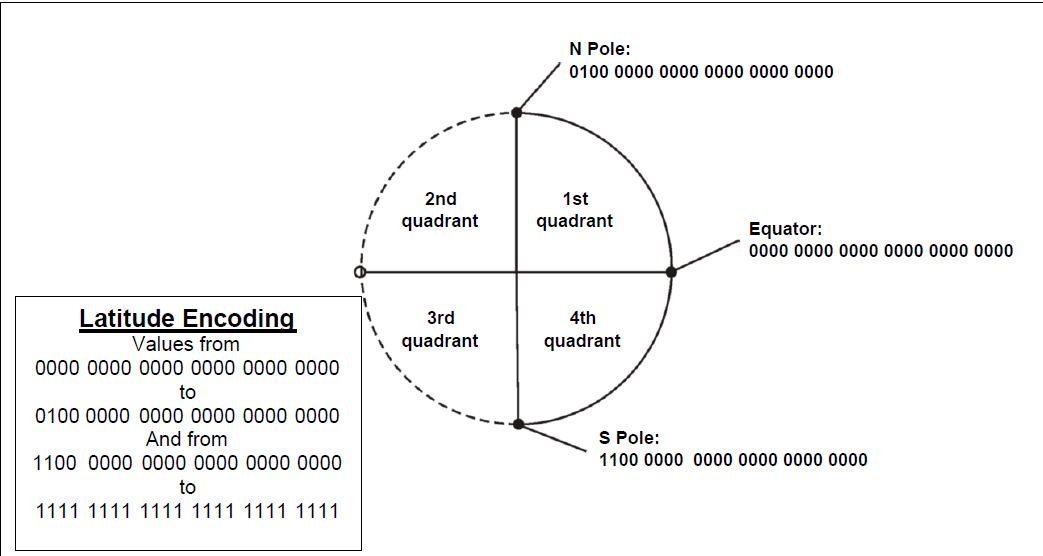 N Pole:
0100 0000 0000 0000 0000 0000
2nd
quadrant
1st
quadrant
Equator:
0000 0000 0000 0000 0000 0000
3rd
quadrant
4th
quadrant
S Pole:
1100 0000 0000 0000 0000 0000
Latitude Encoding
Values from
0000 0000 0000 0000 0000 0000
to
0100 0000 0000 0000 0000 0000
And from
1100 0000 0000 0000 0000 0000
to
1111 1111 1111 1111 1111 1111